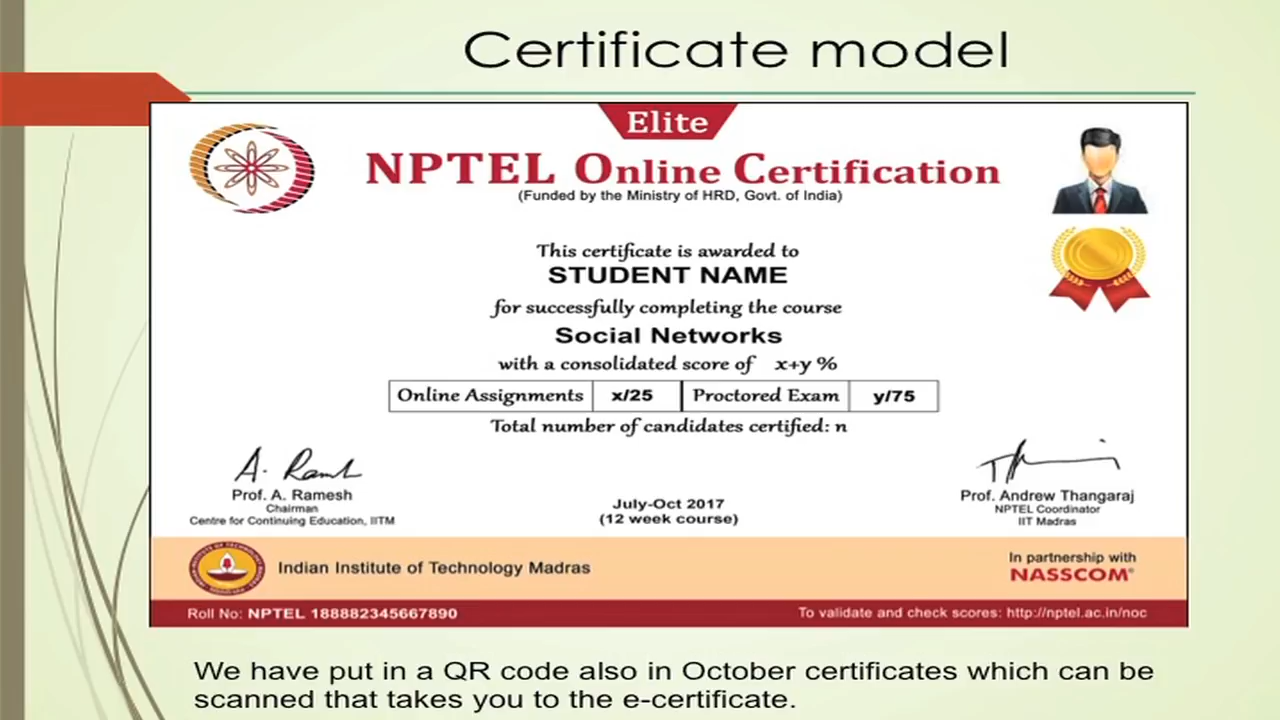 Certificate model
Elite
NPTEL Online Certification
(Funded by the Ministry of HRD, Govt. of India)
This certificate is awarded to
STUDENT NAME
for successfully completing the course
Social Networks
with a consolidated score of x+y %
Online Assignments x/25 Proctored Exam y/75
Total number of candidates certified: n
Prof. A. Ramesh
Chairman
Centre for Continuing Education, IITM
July-Oct 2017
(12 week course)
Prof. Andrew Thangaraj
NPTEL Coordinator
IIT Madras
Indian Institute of Technology Madras
In partnership with
NASSCOM®
Roll No: NPTEL 188882345667890
To validate and check scores: http://nptel.ac.in/noc
We have put in a QR code also in October certificates which can be
scanned that takes you to the e-certificate.